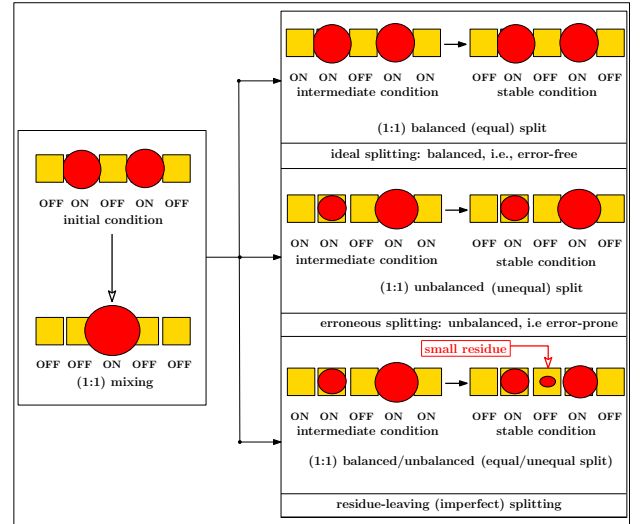 OFF ON OFF ON OFF
initial condition
OFF OFF ON OFF OFF
(1:1) mixing
ON ON OFF ON ON
intermediate condition
OFF ON OFF ON OFF
stable condition
(1:1) balanced (equal) split
ideal splitting: balanced, i.e., error-free
ON ON OFF ON ON
intermediate condition
OFF ON OFF ON OFF
stable condition
(1:1) unbalanced (unequal) split
erroneous splitting: unbalanced, i.e error-prone
small residue
ON ON OFF ON ON
intermediate condition
OFF ON OFF ON OFF
stable condition
(1:1) balanced/unbalanced (equal/unequal split)
residue-leaving (imperfect) splitting